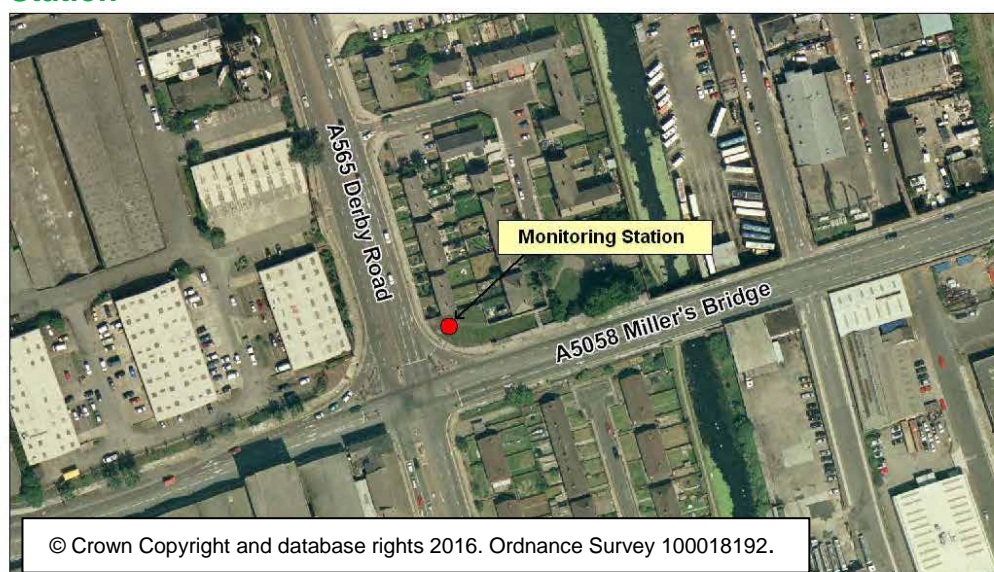 Station
A565 Derby Road
Monitoring Station
A5058 Miller's Bridge
© Crown Copyright and database rights 2016. Ordnance Survey 100018192.